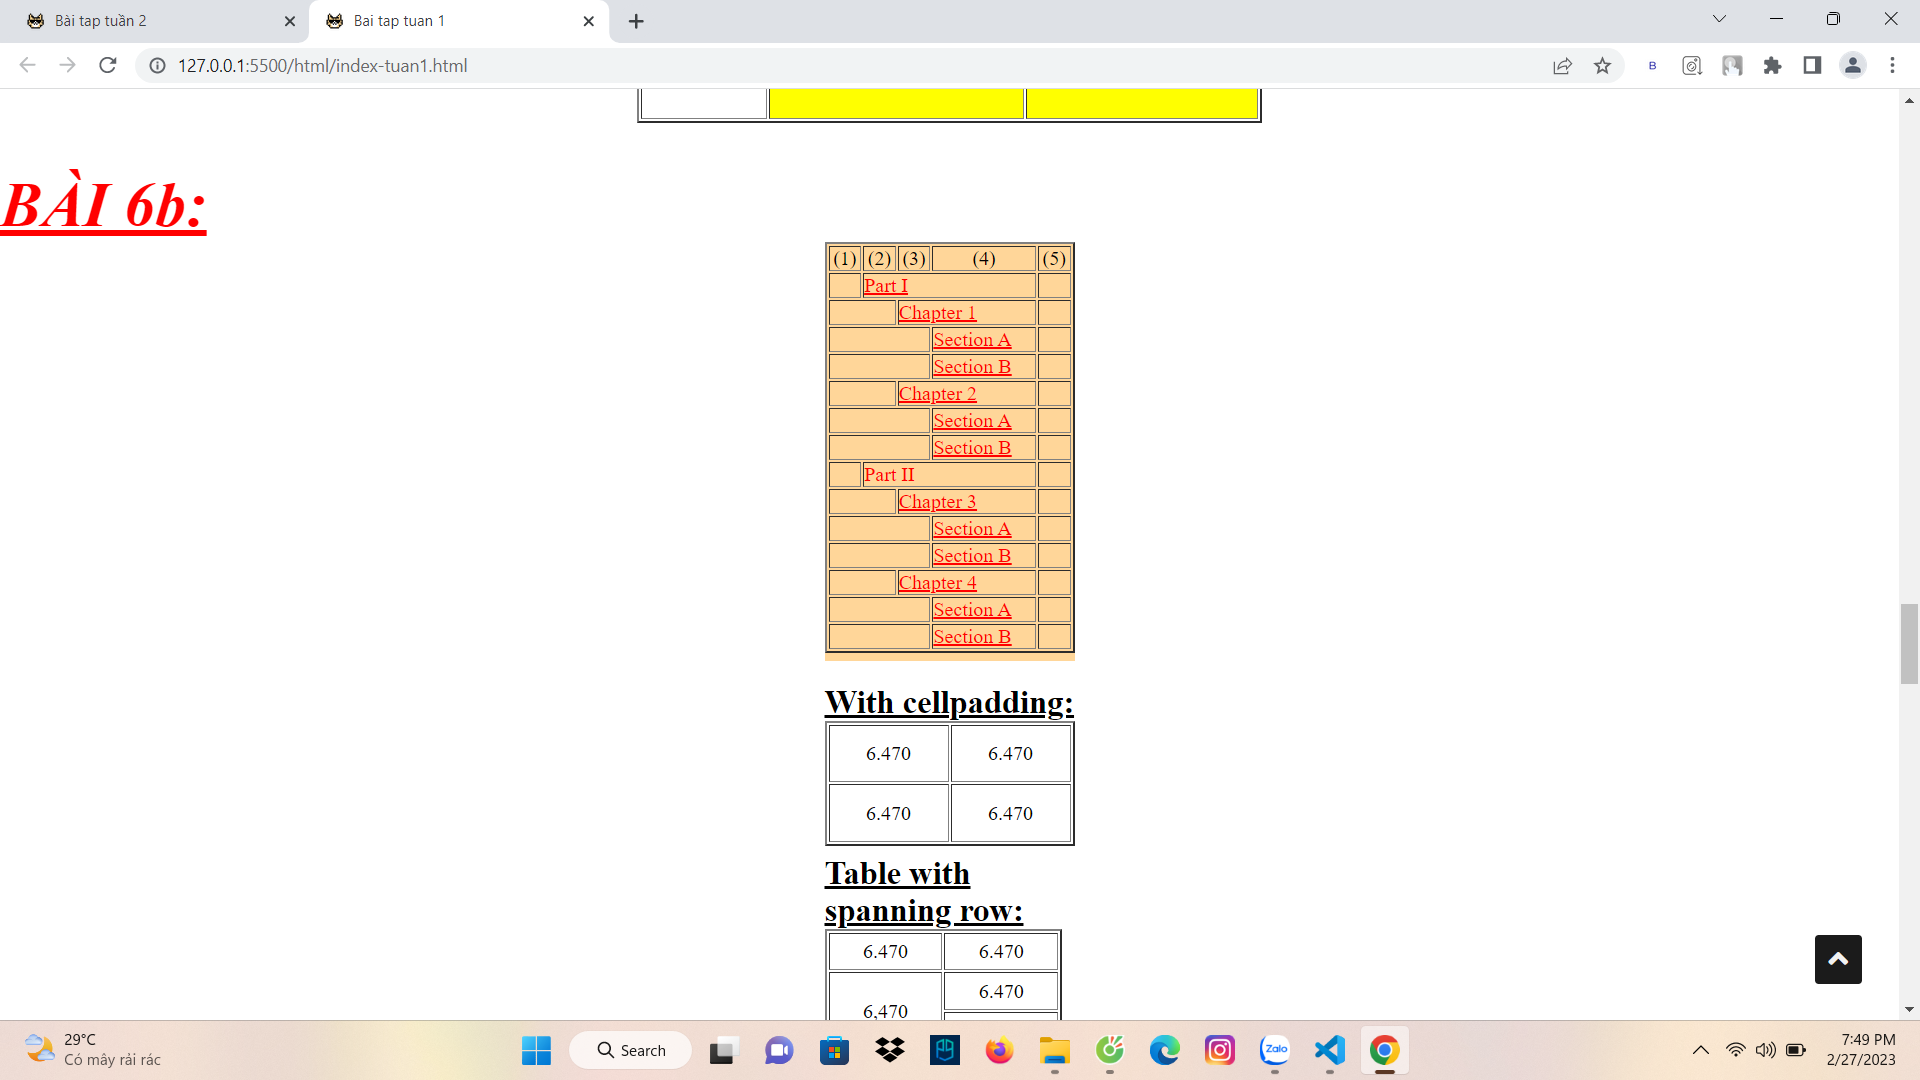 Bài tap tuần 2
Bai tap tuan 1
127.0.0.1:5500/html/index-tuan1.html
B
BÀI 6b:
(1) (2) (3) (4) (5)
Part I
Chapter 1
Section A
Section B
Chapter 2
Section A
Section B
Part II
Chapter 3
Section A
Section B
Chapter 4
Section A
Section B
With cellpadding:
6.470 6.470
6.470 6.470
Table with
spanning row:
6.470 6.470
6.470
6,470
29°C
Có mây rải rác
Search
Zalo
7:49 PM
2/27/2023